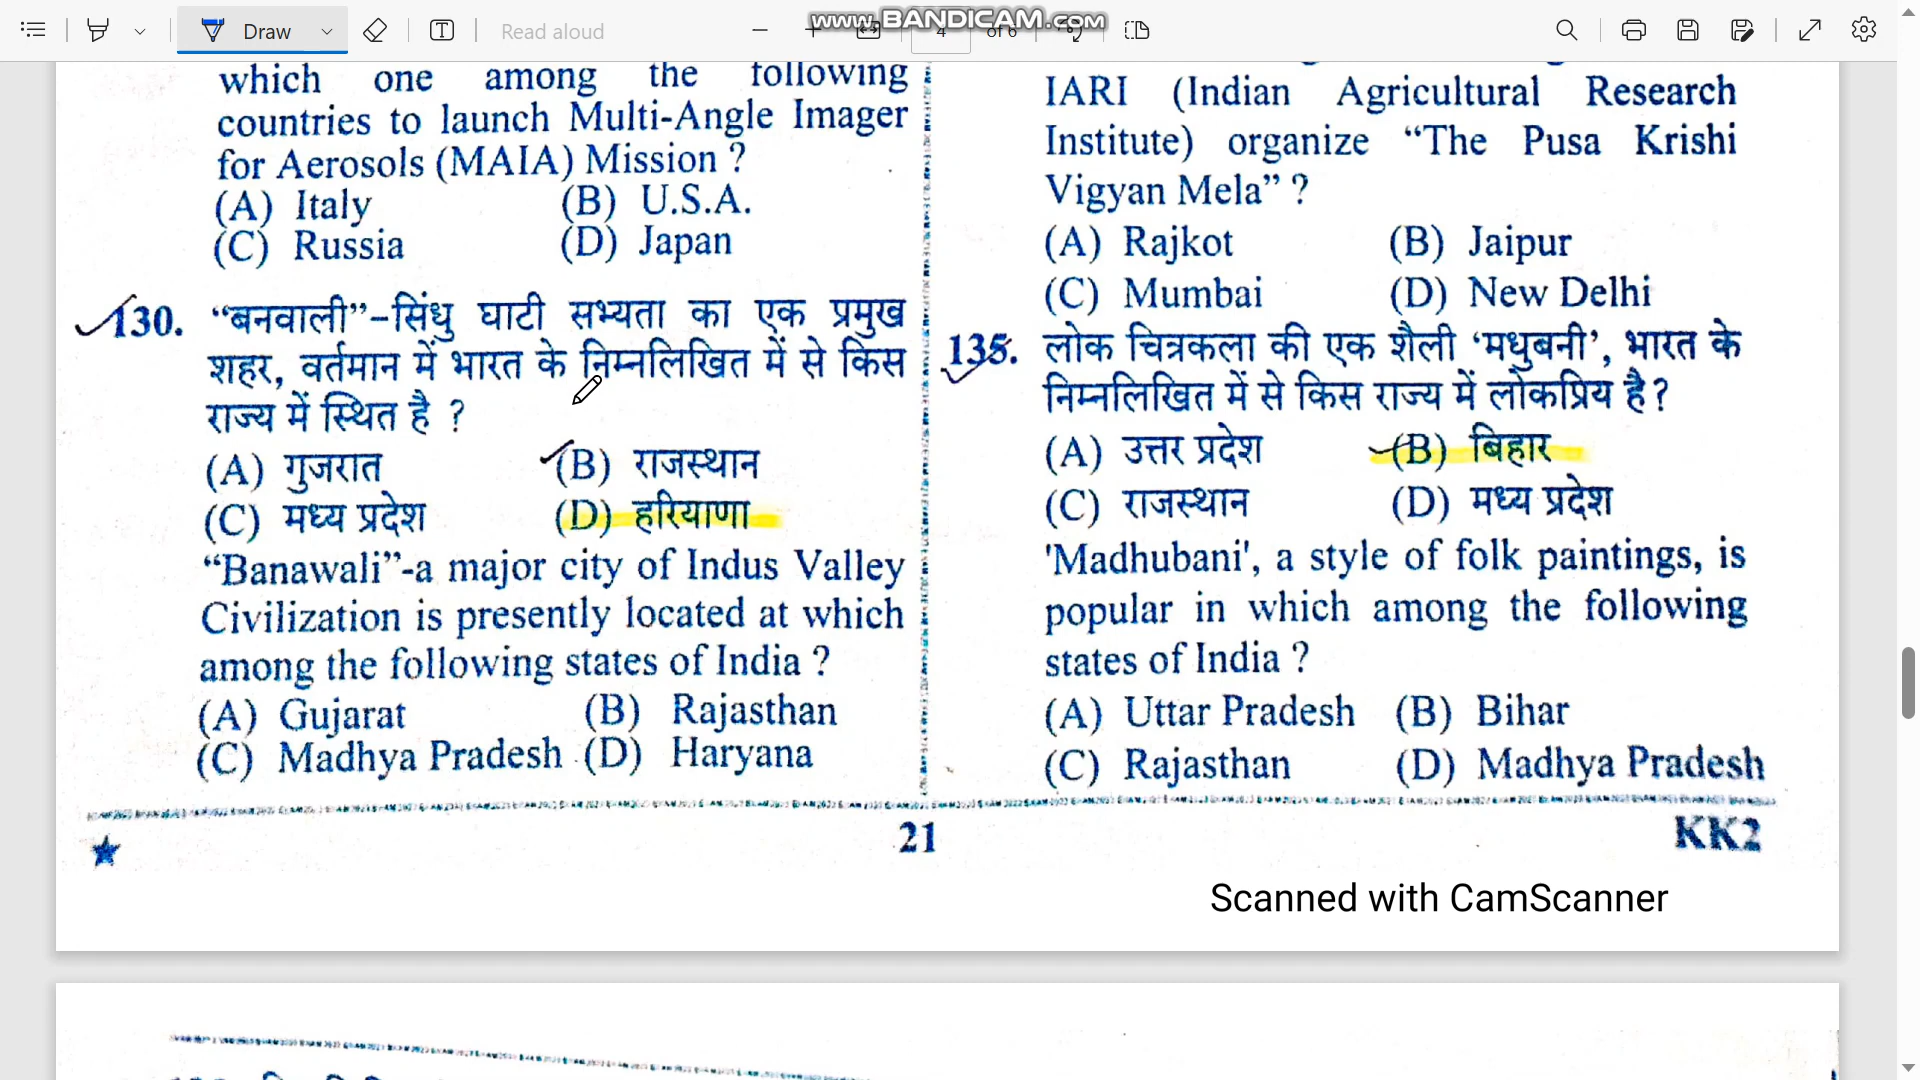 Draw
Read aloud
www.BANDICAM.com
4 of 6
which one among the following
countries to launch Multi-Angle Imager
for Aerosols (MAIA) Mission ?
(A) Italy (B) U.S.A.
(C) Russia (D) Japan
130. “बनवाली”-सिंधु घाटी सभ्यता का एक प्रमुख
शहर, वर्तमान में भारत के निम्नलिखित में से किस
राज्य में स्थित है ?
(A) गुजरात (B) राजस्थान
(C) मध्य प्रदेश (D) हरियाणा
“Banawali”-a major city of Indus Valley
Civilization is presently located at which
among the following states of India ?
(A) Gujarat (B) Rajasthan
(C) Madhya Pradesh (D) Haryana
IARI (Indian Agricultural Research
Institute) organize “The Pusa Krishi
Vigyan Mela” ?
(A) Rajkot (B) Jaipur
(C) Mumbai (D) New Delhi
135. लोक चित्रकला की एक शैली ‘मधुबनी’, भारत के
निम्नलिखित में से किस राज्य में लोकप्रिय है ?
(A) उत्तर प्रदेश (B) बिहार
(C) राजस्थान (D) मध्य प्रदेश
'Madhubani', a style of folk paintings, is
popular in which among the following
states of India ?
(A) Uttar Pradesh (B) Bihar
(C) Rajasthan (D) Madhya Pradesh
21
KK2
Scanned with CamScanner